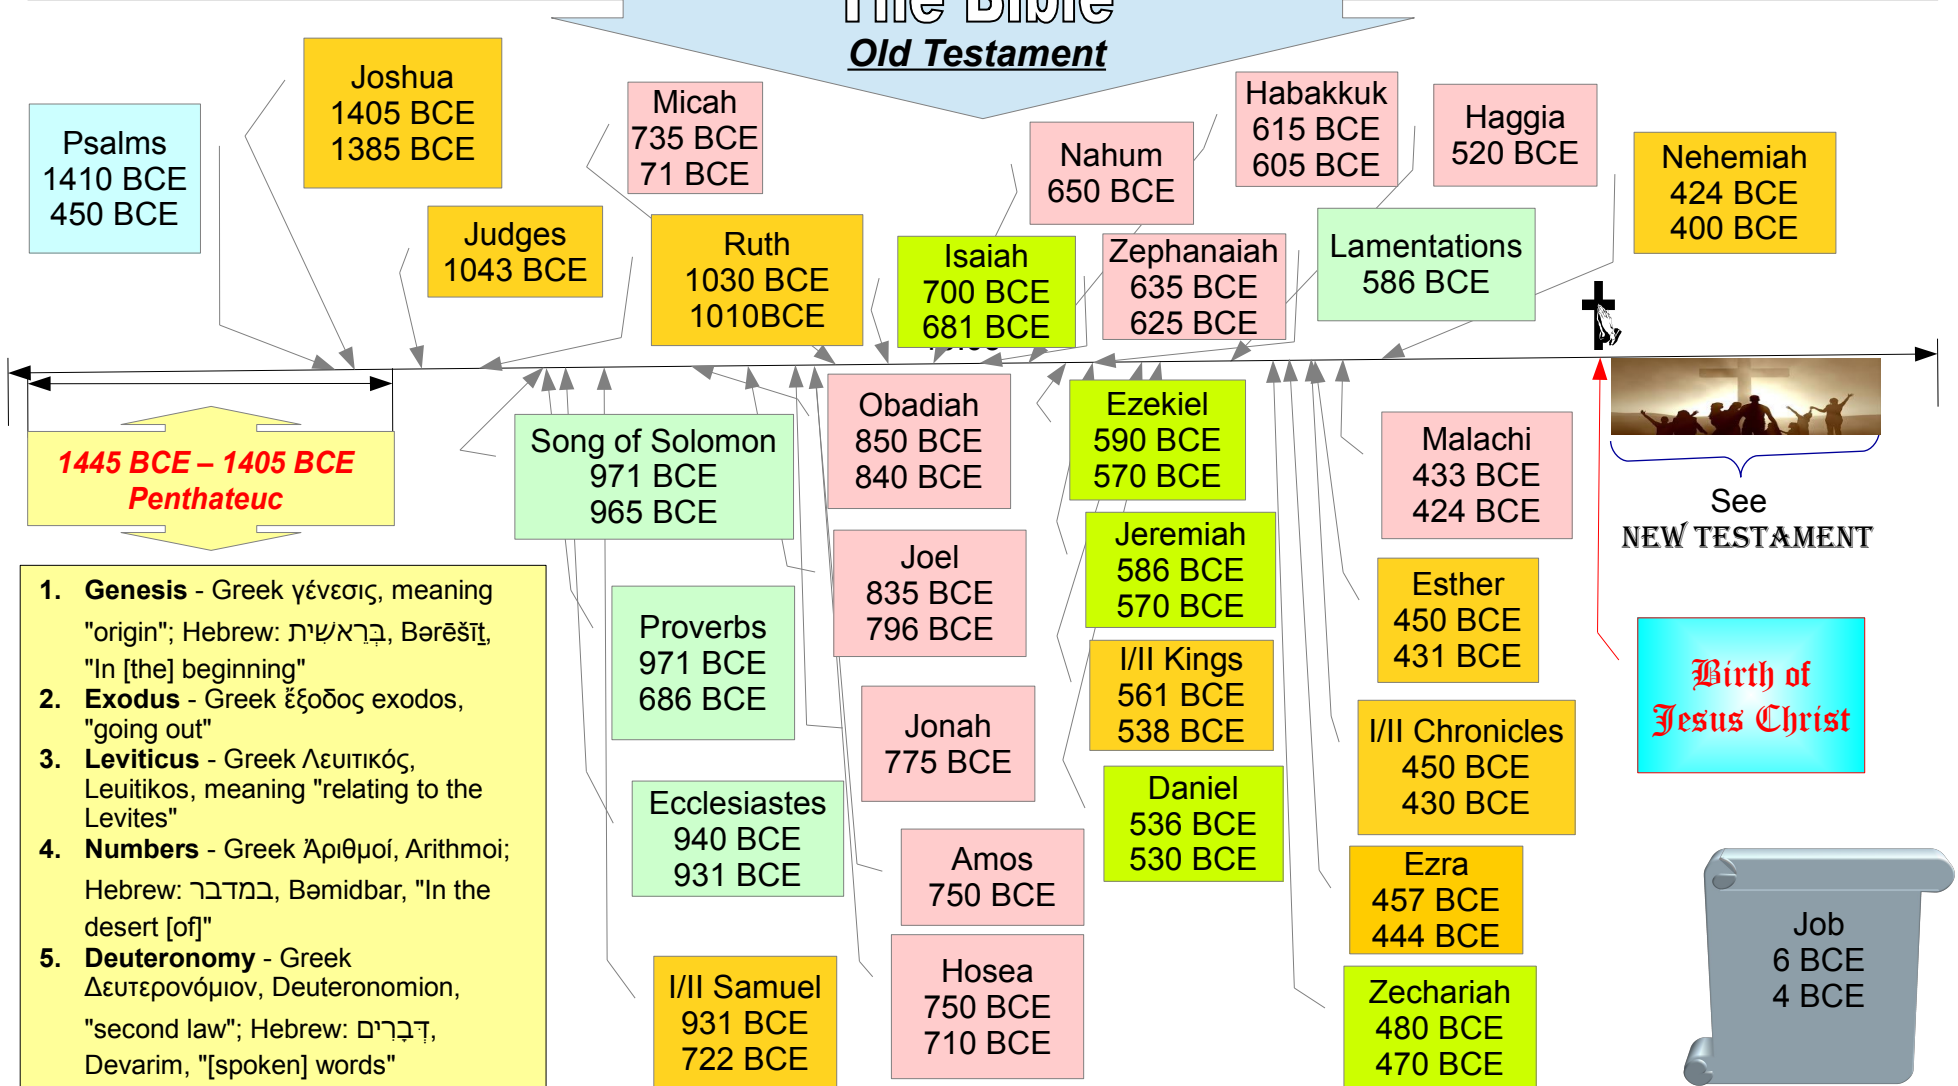 The Bible
Old Testament
Psalms
1410 BCE
450 BCE
Joshua
1405 BCE
1385 BCE
Judges
1043 BCE
Micah
735 BCE
71 BCE
Ruth
1030 BCE
1010BCE
Isaiah
700 BCE
681 BCE
Nahum
650 BCE
Zephanaiah
635 BCE
625 BCE
Habakkuk
615 BCE
605 BCE
Lamentations
586 BCE
Haggia
520 BCE
Nehemiah
424 BCE
400 BCE
1445 BCE – 1405 BCE
Penthateuc
1. Genesis - Greek γένεσις, meaning
"origin"; Hebrew: בְּרֵאשִׁית, Bərēšīṯ,
"In [the] beginning"
2. Exodus - Greek ἔξοδος exodos,
"going out"
3. Leviticus - Greek Λευιτικός,
Leuitikos, meaning "relating to the
Levites"
4. Numbers - Greek Ἀριθμοί, Arithmoi;
Hebrew: במדבר, Bəmidbar, "In the
desert [of]"
5. Deuteronomy - Greek
Δευτερονόμιον, Deuteronomion,
"second law"; Hebrew: דְּבָרִים,
Devarim, "[spoken] words"
Song of Solomon
971 BCE
965 BCE
Proverbs
971 BCE
686 BCE
Ecclesiastes
940 BCE
931 BCE
I/II Samuel
931 BCE
722 BCE
Obadiah
850 BCE
840 BCE
Joel
835 BCE
796 BCE
Jonah
775 BCE
Amos
750 BCE
Hosea
750 BCE
710 BCE
Ezekiel
590 BCE
570 BCE
Jeremiah
586 BCE
570 BCE
I/II Kings
561 BCE
538 BCE
Daniel
536 BCE
530 BCE
Malachi
433 BCE
424 BCE
Esther
450 BCE
431 BCE
I/II Chronicles
450 BCE
430 BCE
Ezra
457 BCE
444 BCE
Zechariah
480 BCE
470 BCE
See
NEW TESTAMENT
Birth of
Jesus Christ
Job
6 BCE
4 BCE